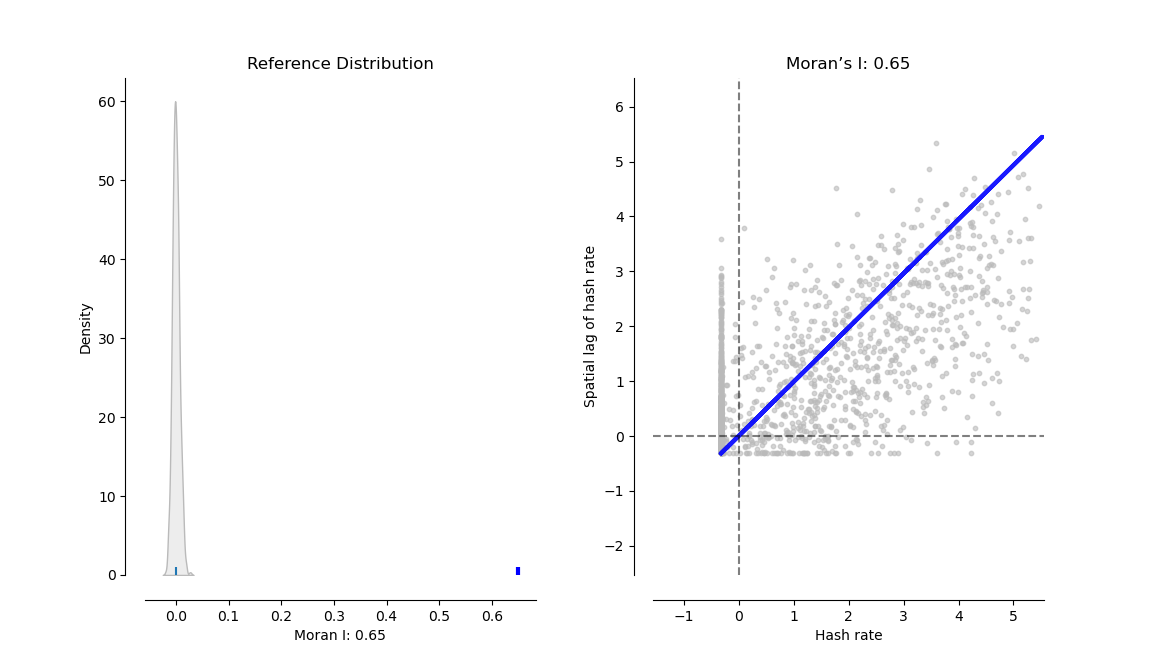 Reference Distribution
Density
60
50
40
30
20
10
0
0.0 0.1 0.2 0.3 0.4 0.5 0.6
Moran I: 0.65
Moran’s I: 0.65
Spatial lag of hash rate
6
5
4
3
2
1
0
−1
−2
−1 0 1 2 3 4 5
Hash rate